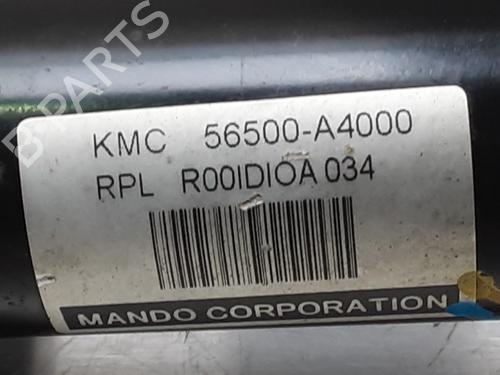 KMC 56500-A4000
RPL R00IDIOA 034
MANDO CORPORATION
B-PARTS